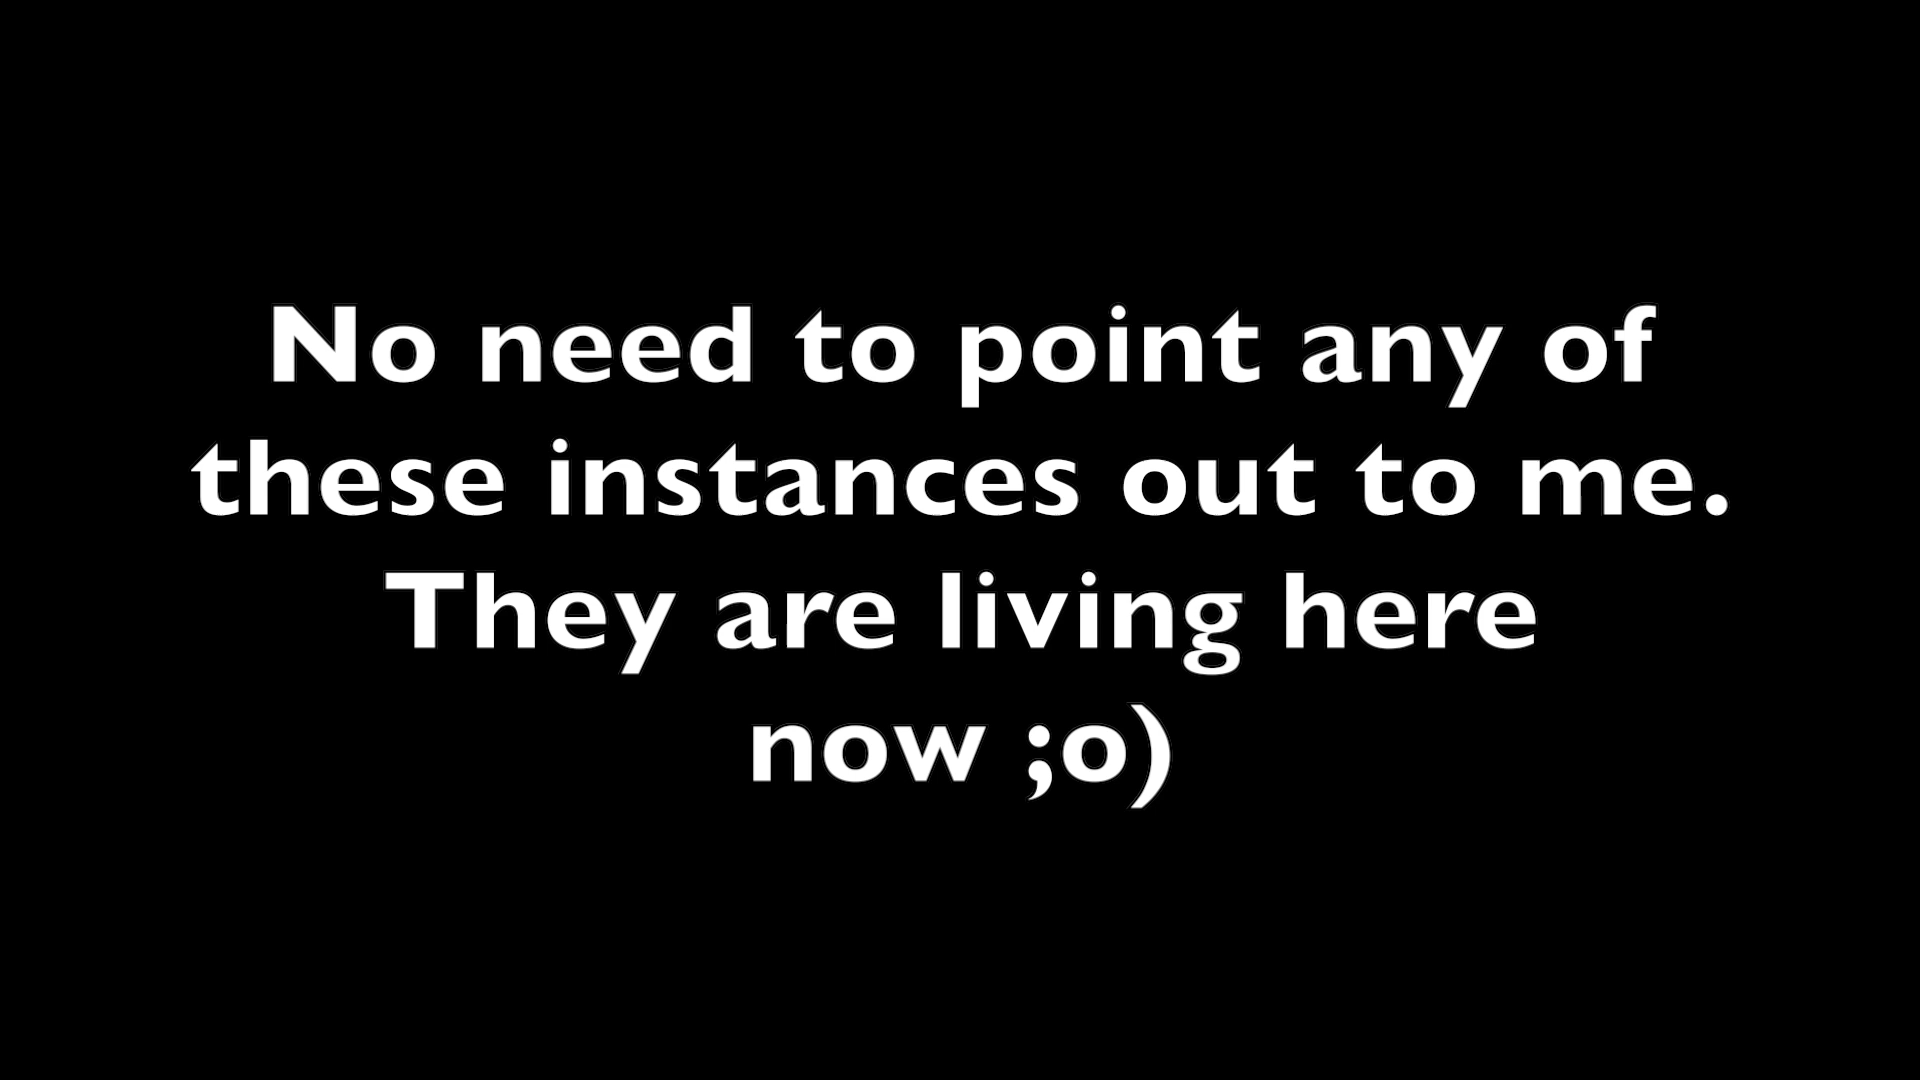 No need to point any of
these instances out to me.
They are living here
now ;o)